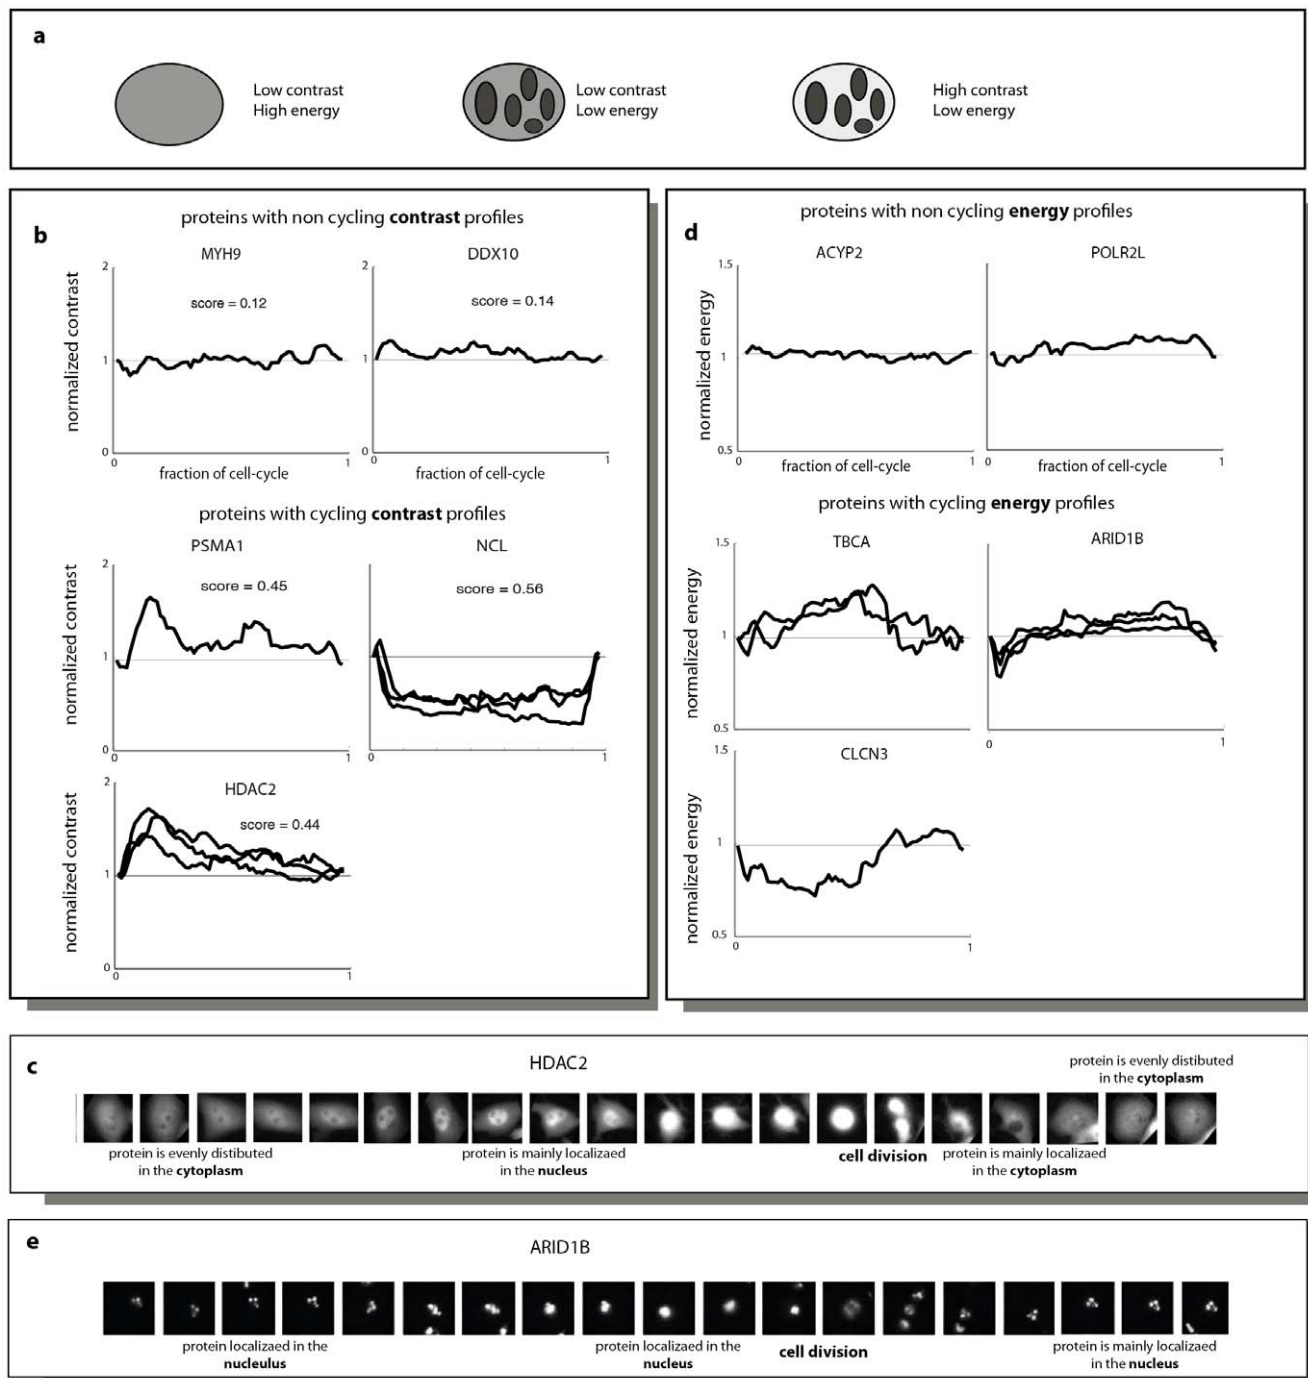 a
Low contrast
High energy
Low contrast
Low energy
High contrast
Low energy
b
proteins with non cycling contrast profiles
MYH9
DDX10
normalized contrast
2
1
0
score = 0.12
0
1
fraction of cell-cycle
2
1
0
score = 0.14
0
1
fraction of cell-cycle
proteins with cycling contrast profiles
PSMA1
NCL
normalized contrast
2
1
0
score = 0.45
0
1
score = 0.56
0
1
HDAC2
normalized contrast
2
1
0
score = 0.44
0
1
d
proteins with non cycling energy profiles
ACYP2
POLR2L
normalized energy
1.5
1
0.5
0
1
fraction of cell-cycle
0
1
fraction of cell-cycle
proteins with cycling energy profiles
TBCA
ARID1B
normalized energy
1.5
1
0.5
0
1
CLCN3
normalized energy
1.5
1
0.5
0
1
c
HDAC2
protein is evenly distibuted
in the cytoplasm
protein is evenly distibuted
in the cytoplasm
protein is mainly localizaed
in the nucleus
cell division
protein is mainly localizaed
in the cytoplasm
e
ARID1B
protein localizaed in the
nucululus
protein localizaed in the
nucleus
cell division
protein is mainly localizaed
in the nucleus